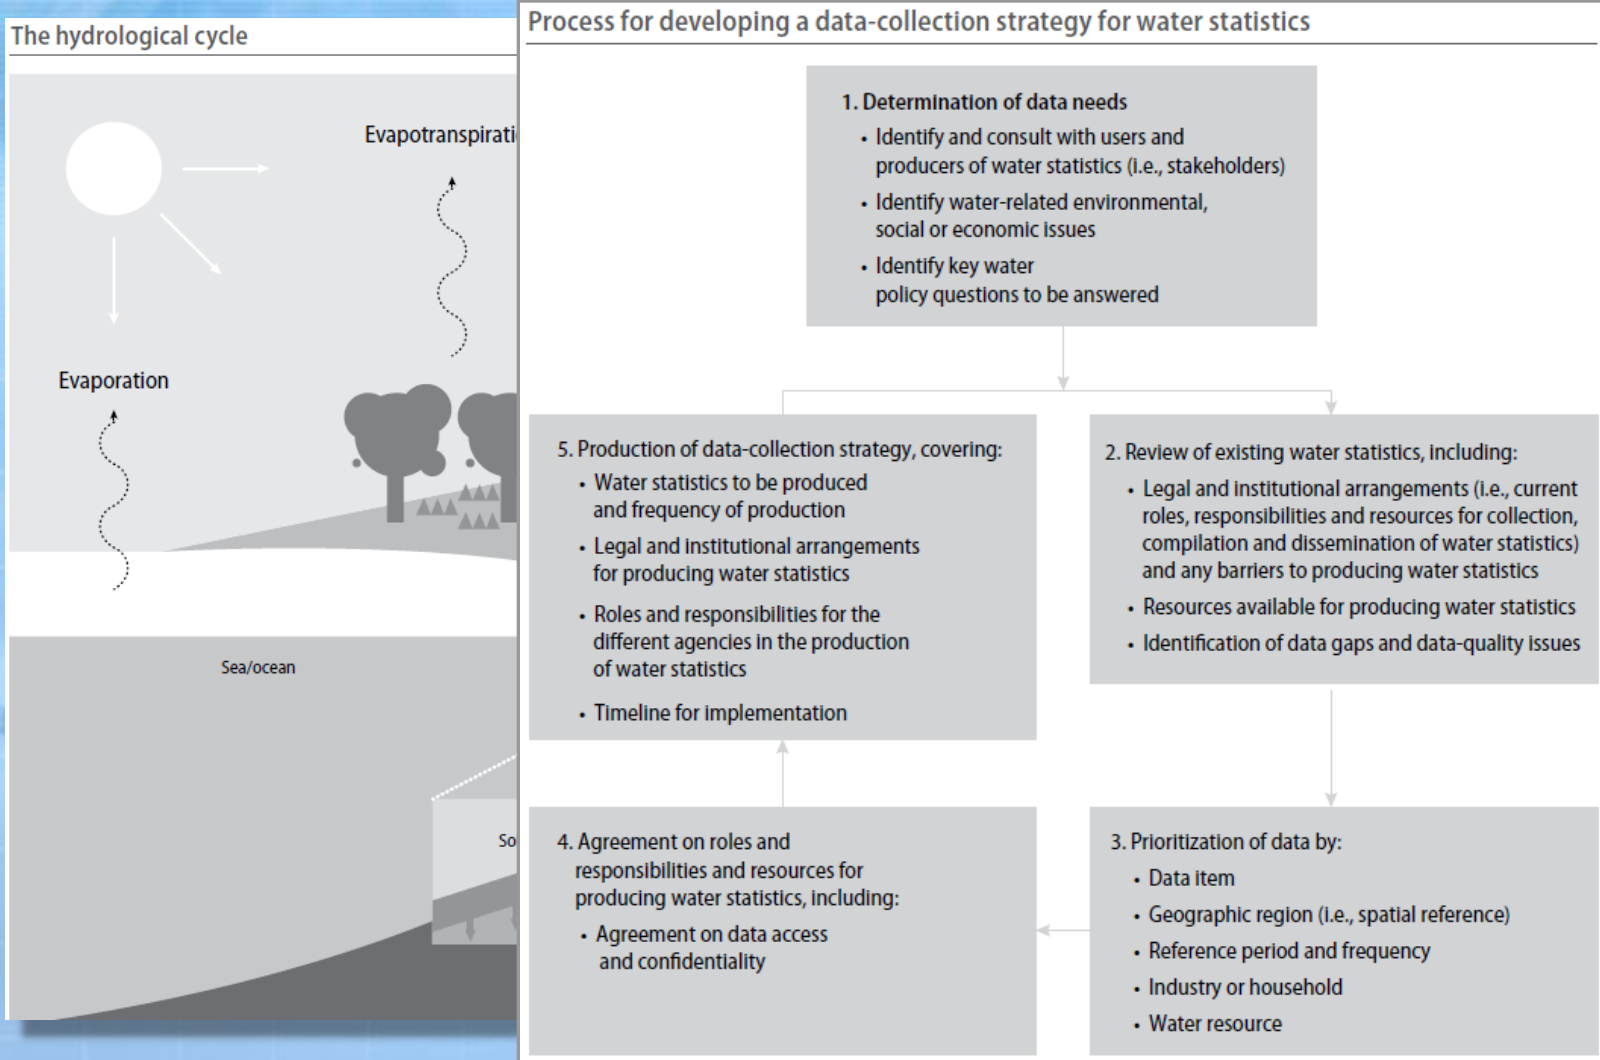 The hydrological cycle
Evapotranspirati
Evaporation
Sea/ocean
So
Process for developing a data-collection strategy for water statistics
1. Determination of data needs
• Identify and consult with users and
producers of water statistics (i.e., stakeholders)
• Identify water-related environmental,
social or economic issues
• Identify key water
policy questions to be answered
5. Production of data-collection strategy, covering:
• Water statistics to be produced
and frequency of production
• Legal and institutional arrangements
for producing water statistics
• Roles and responsibilities for the
different agencies in the production
of water statistics
• Timeline for implementation
2. Review of existing water statistics, including:
• Legal and institutional arrangements (i.e., current
roles, responsibilities and resources for collection,
compilation and dissemination of water statistics)
and any barriers to producing water statistics
• Resources available for producing water statistics
• Identification of data gaps and data-quality issues
4. Agreement on roles and
responsibilities and resources for
producing water statistics, including:
• Agreement on data access
and confidentiality
3. Prioritization of data by:
• Data item
• Geographic region (i.e., spatial reference)
• Reference period and frequency
• Industry or household
• Water resource